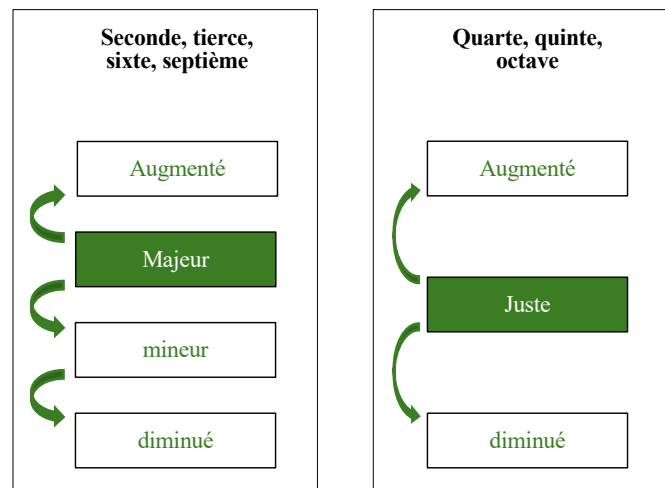 Seconde, tierce,
sixte, septième
Augmenté
Majeur
mineur
diminué
Quarte, quinte,
octave
Augmenté
Juste
diminué